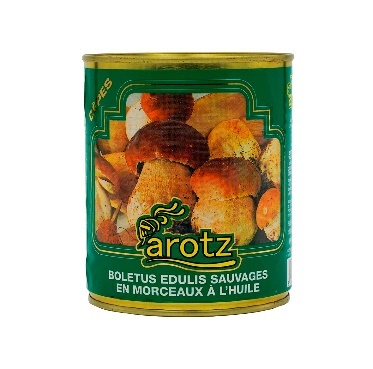 CÈPES
arotz
BOLETUS EDULIS SAUVAGES
EN MORCEAUX À L'HUILE